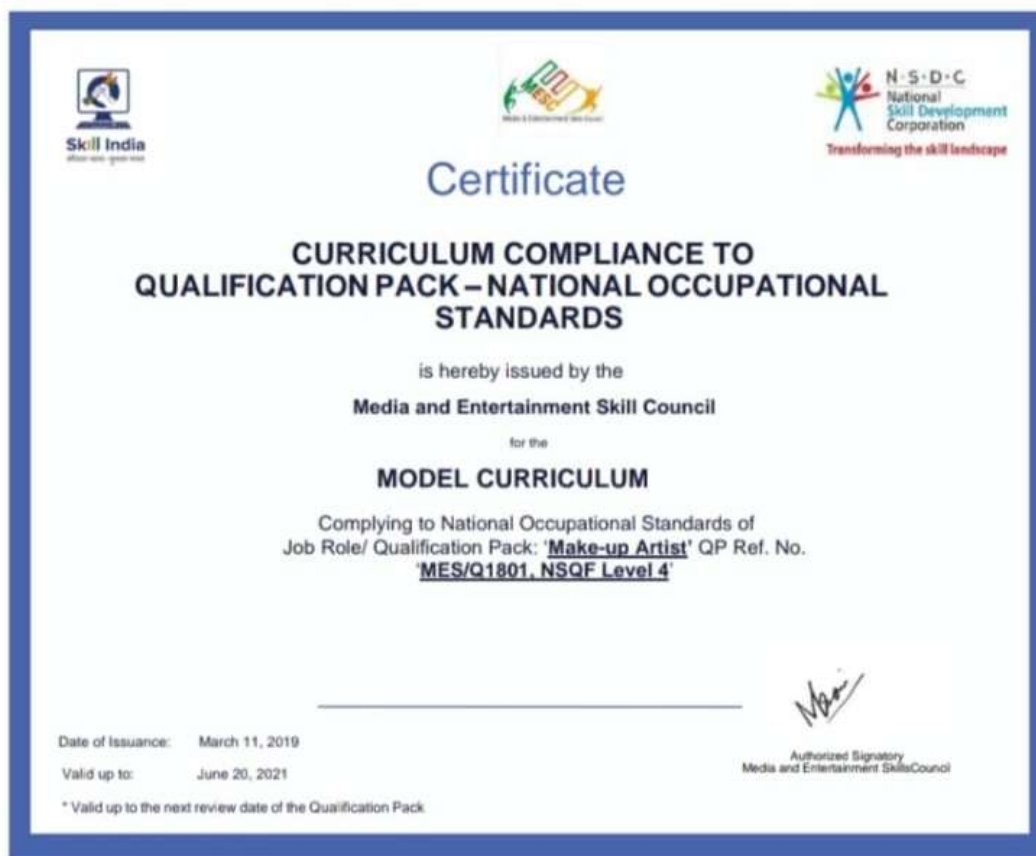 Skill India
MESC
N·S·D·C
National
Skill Development
Corporation
Transforming the skill landscape
Certificate
CURRICULUM COMPLIANCE TO
QUALIFICATION PACK – NATIONAL OCCUPATIONAL
STANDARDS
is hereby issued by the
Media and Entertainment Skill Council
for the
MODEL CURRICULUM
Complying to National Occupational Standards of
Job Role/ Qualification Pack: 'Make-up Artist' QP Ref. No.
'MES/Q1801, NSQF Level 4'
Date of Issuance: March 11, 2019
Valid up to: June 20, 2021
* Valid up to the next review date of the Qualification Pack
Authorized Signatory
Media and Entertainment SkillsCouncil